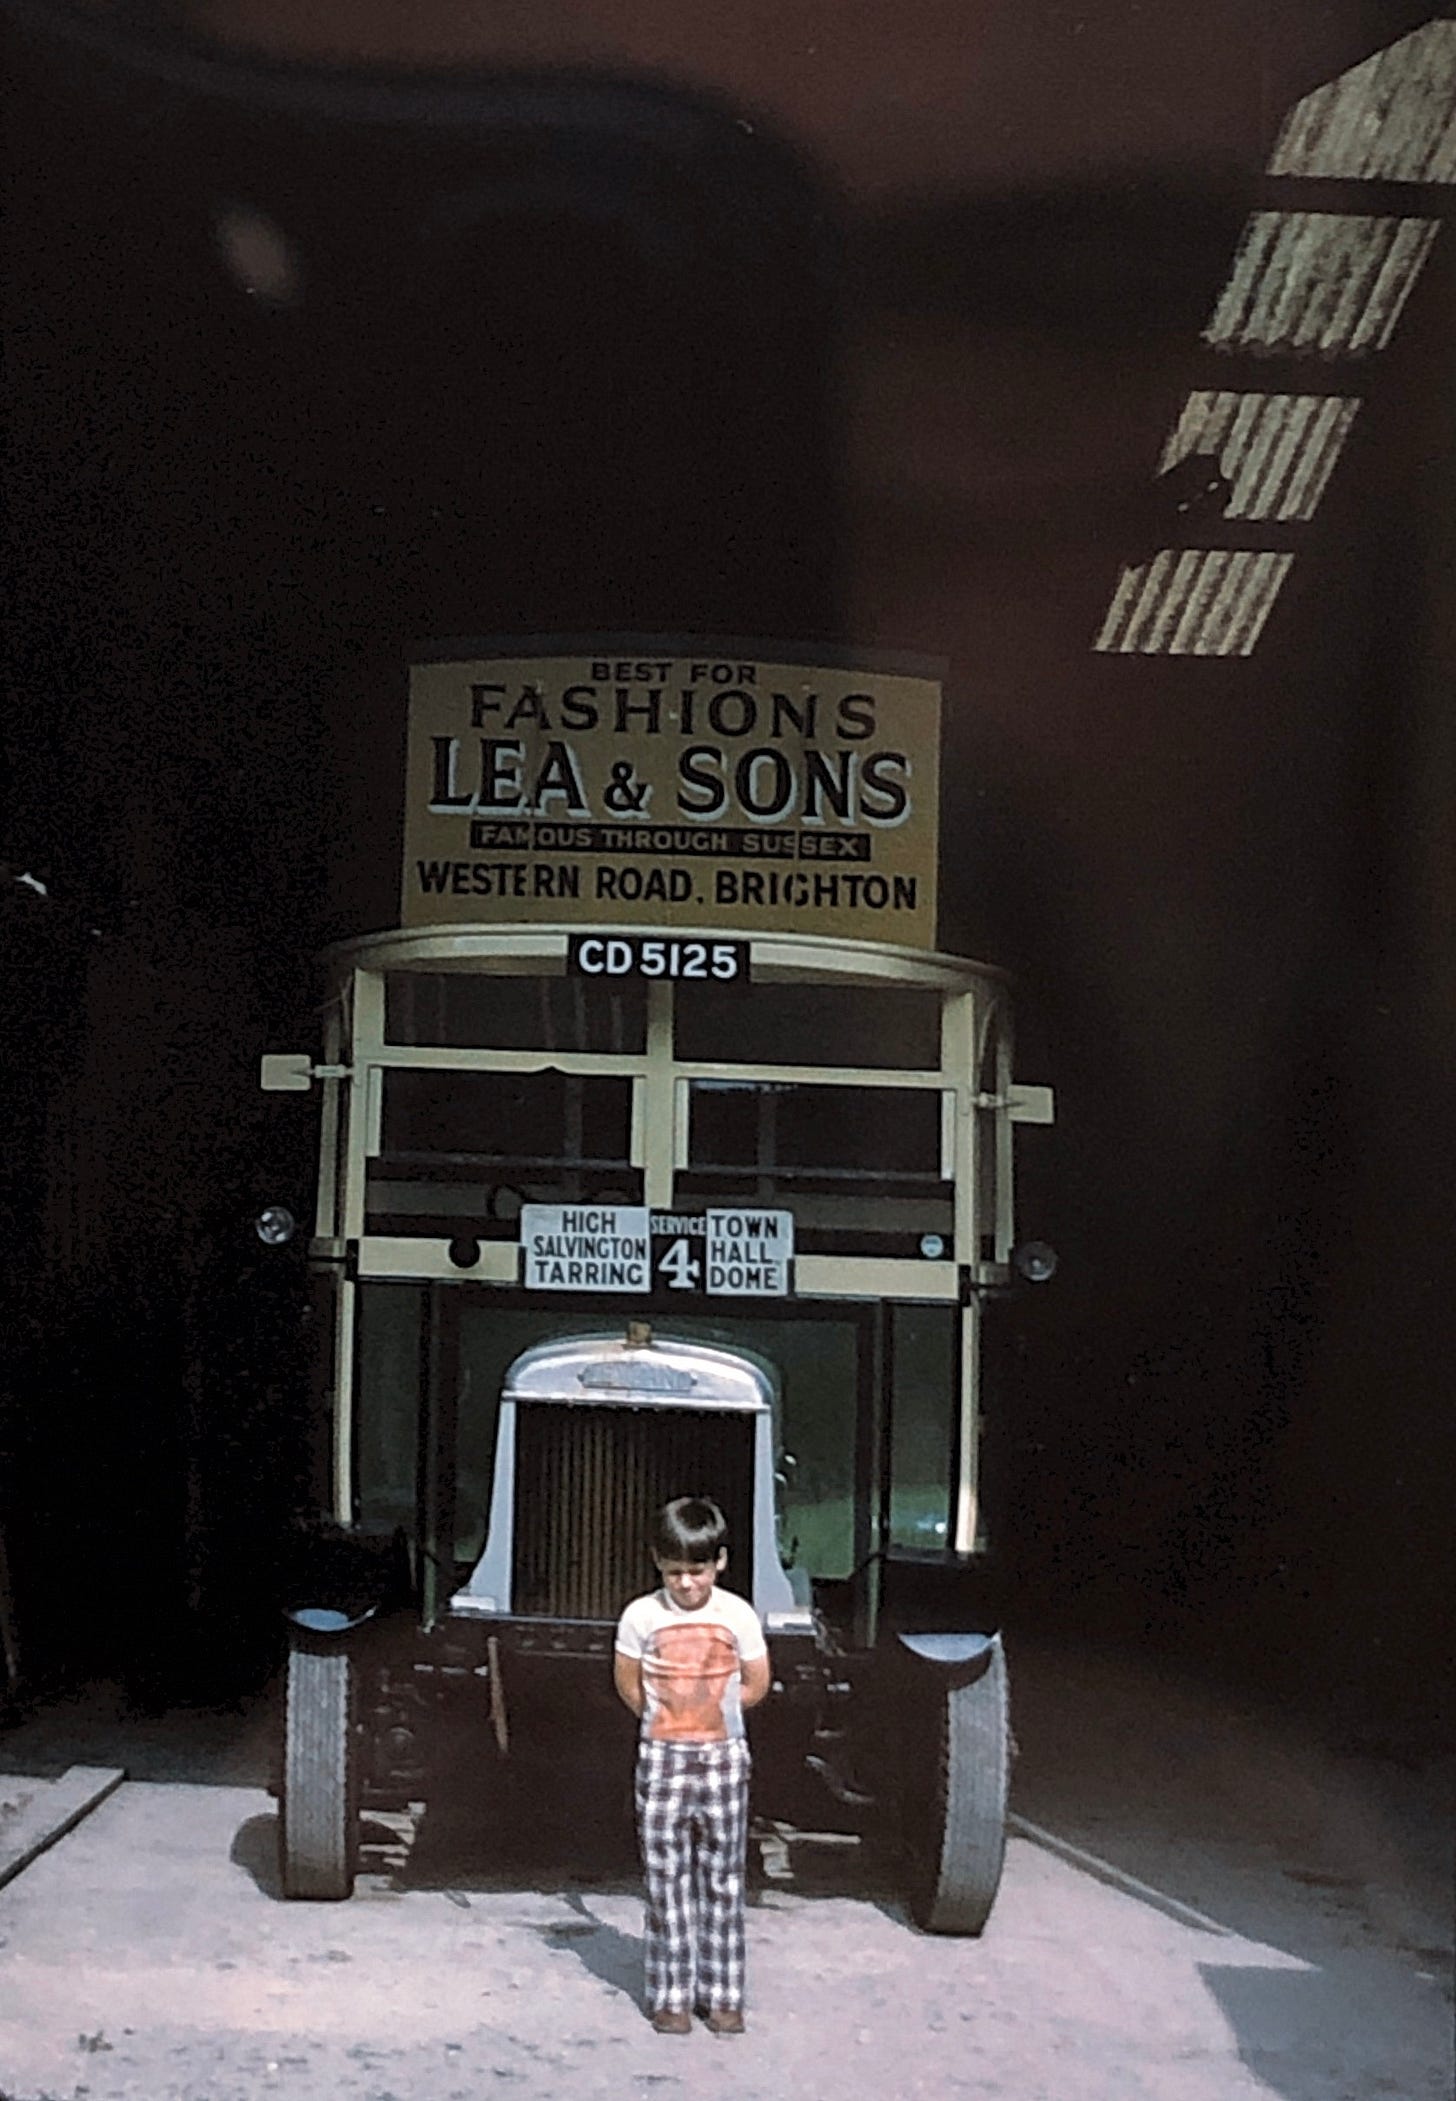 BEST FOR
FASHIONS
LEA & SONS
FAMOUS THROUGH SUSSEX
WESTERN ROAD. BRIGHTON
CD 5125
HIGH
SALVINGTON
TARRING
SERVICE
4
TOWN
HALL
DOME